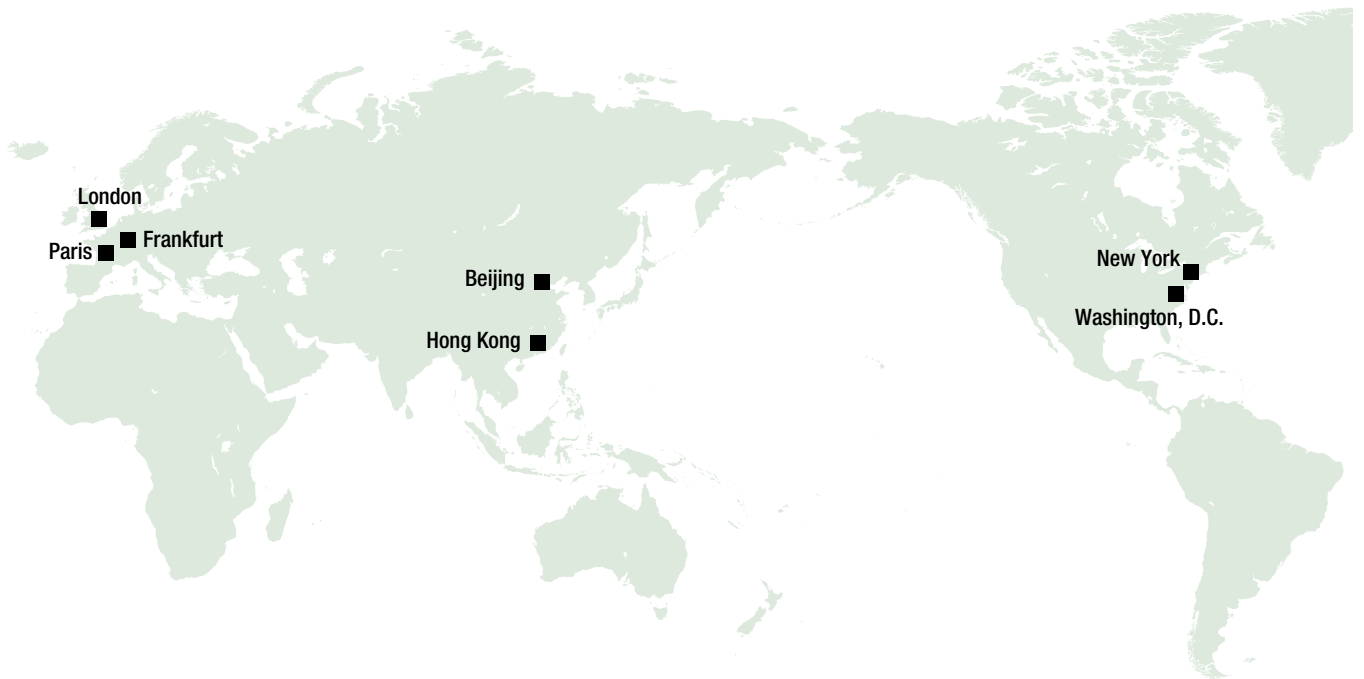 London
Paris
Frankfurt
Beijing
Hong Kong
New York
Washington, D.C.